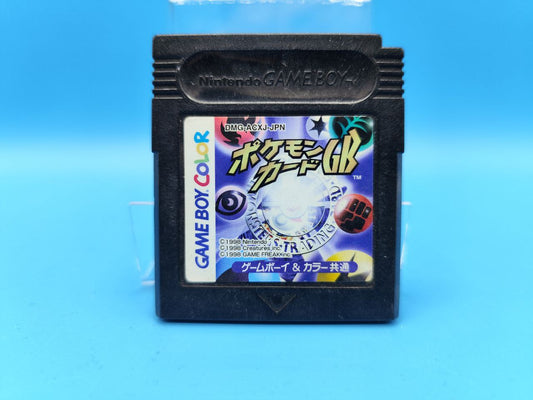 Nintendo GAME BOY
DMG-ACXJ-JPN
ポケモン
カードGB
TM
GAME BOY COLOR
TRADING
©1998 Nintendo
©1998 Creatures inc.
©1998 GAME FREAK inc.
ゲームボーイ & カラー共通